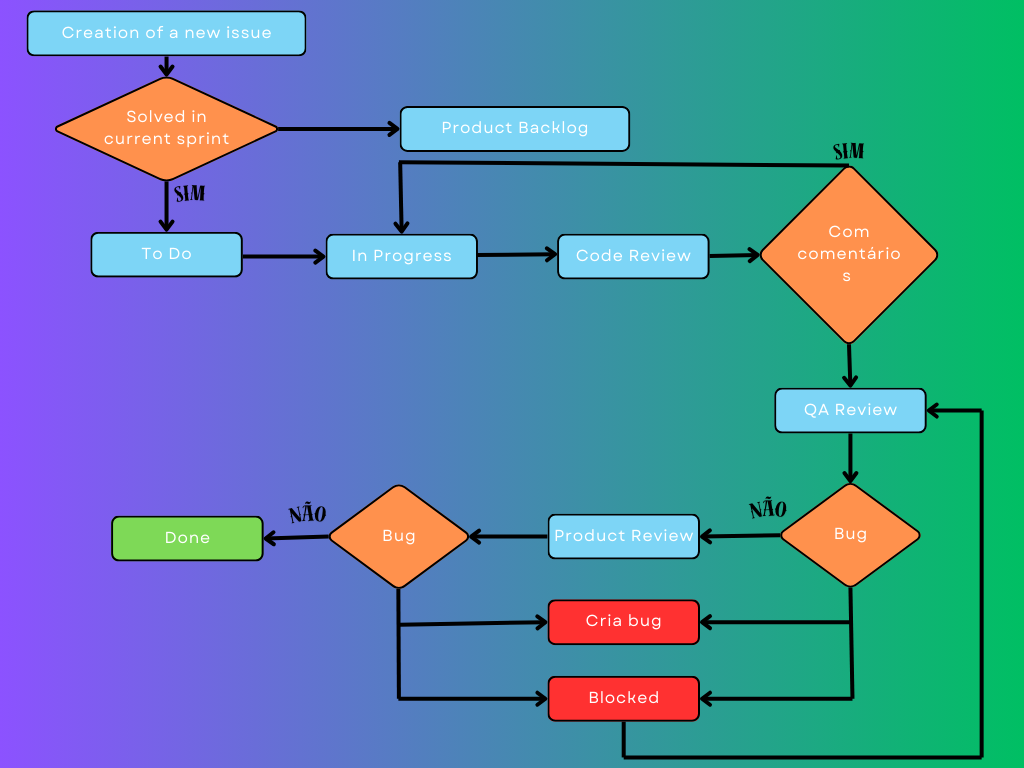 Creation of a new issue
Solved in
current sprint
Product Backlog
SIM
SIM
To Do
In Progress
Code Review
Com
comentário
s
QA Review
NÃO
Bug
Product Review
Bug
NÃO
Done
Cria bug
Blocked